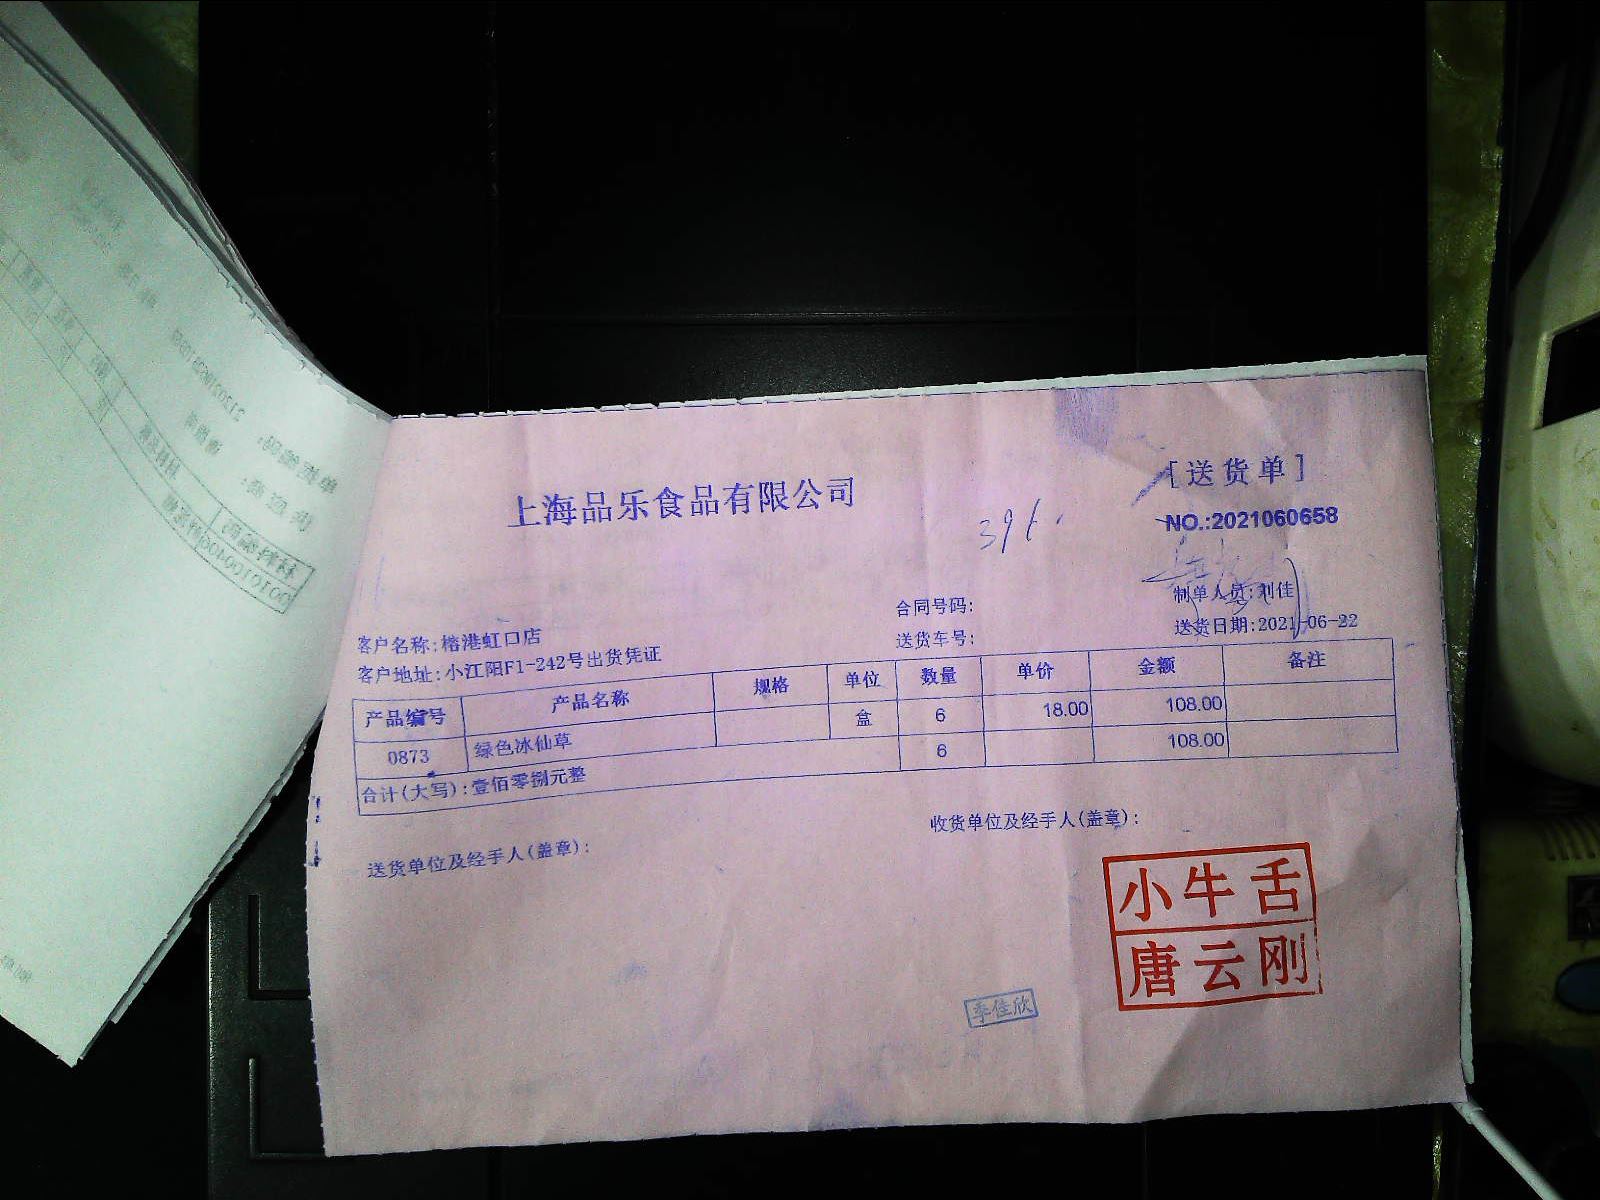 上海品乐食品有限公司
[送货单]
NO.:2021060658
制单人员:刘佳
合同号码:
送货日期:2021-06-22
送货车号:
客户名称:榕港虹口店
客户地址:小江阳F1-242号出货凭证
产品编号 产品名称 规格 单位 数量 单价 金额 备注
0873 绿色冰仙草 盒 6 18.00 108.00
合计(大写):壹佰零捌元整 6 108.00
送货单位及经手人(盖章):
收货单位及经手人(盖章):
小牛舌
唐云刚
季佳欣